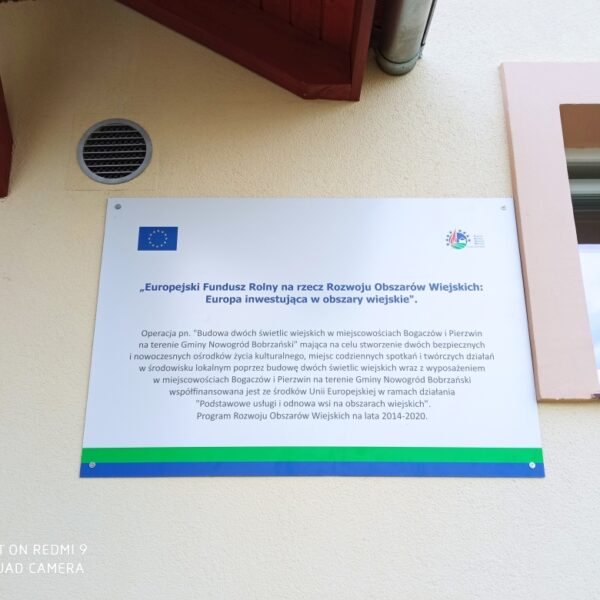 „Europejski Fundusz Rolny na rzecz Rozwoju Obszarów Wiejskich:
Europa inwestująca w obszary wiejskie".
Operacja pn. "Budowa dwóch świetlic wiejskich w miejscowościach Bogaczów i Pierzwin
na terenie Gminy Nowogród Bobrzański" mająca na celu stworzenie dwóch bezpiecznych
i nowoczesnych ośrodków życia kulturalnego, miejsc codziennych spotkań i twórczych działań
w środowisku lokalnym poprzez budowę dwóch świetlic wiejskich wraz z wyposażeniem
w miejscowościach Bogaczów i Pierzwin na terenie Gminy Nowogród Bobrzański
współfinansowana jest ze środków Unii Europejskiej w ramach działania
"Podstawowe usługi i odnowa wsi na obszarach wiejskich".
Program Rozwoju Obszarów Wiejskich na lata 2014-2020.
T ON REDMI 9
UAD CAMERA